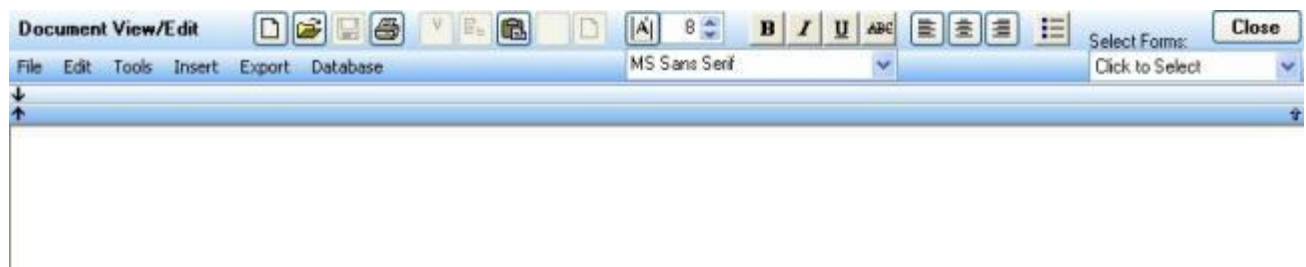 Document View/Edit
8
B I U ABC
Select Forms:
Close
File Edit Tools Insert Export Database
MS Sans Serif
Click to Select